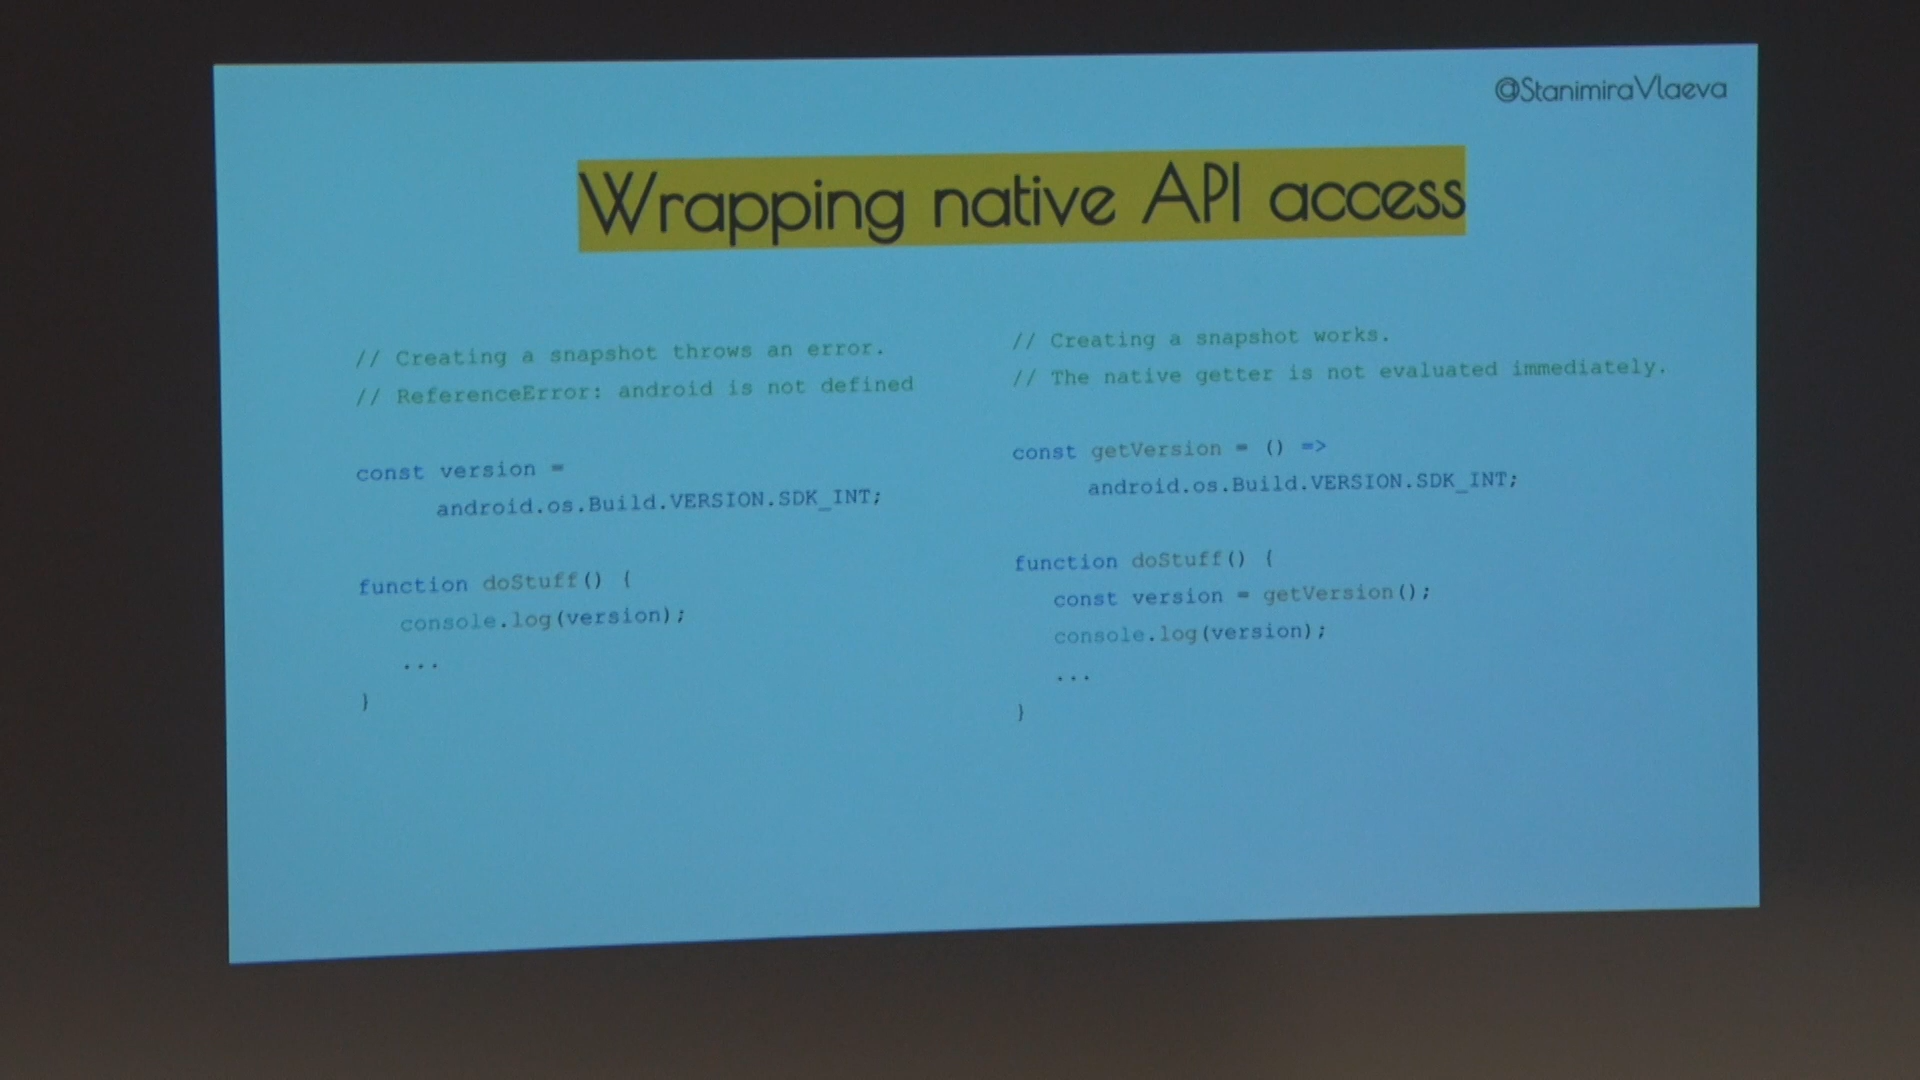 @StanimiraVlaeva
Wrapping native API access
// Creating a snapshot throws an error.
// ReferenceError: android is not defined
const version =
android.os.Build.VERSION.SDK_INT;
function doStuff() {
console.log(version);
...
}
// Creating a snapshot works.
// The native getter is not evaluated immediately.
const getVersion = () =>
android.os.Build.VERSION.SDK_INT;
function doStuff() {
const version = getVersion();
console.log(version);
...
}